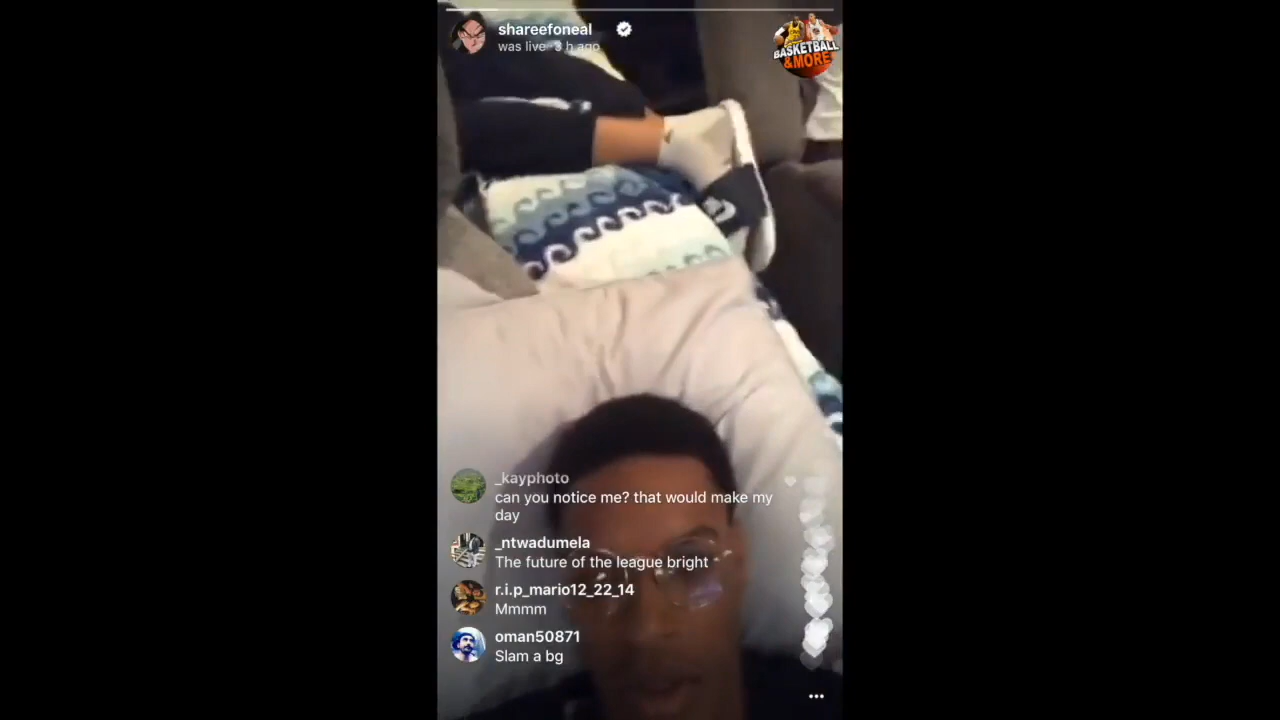 shareefoneal
was live · 3 h ago
BASKETBALL
&MORE
_kayphoto
can you notice me? that would make my
day
_ntwadumela
The future of the league bright
r.i.p_mario12_22_14
Mmmm
oman50871
Slam a bg